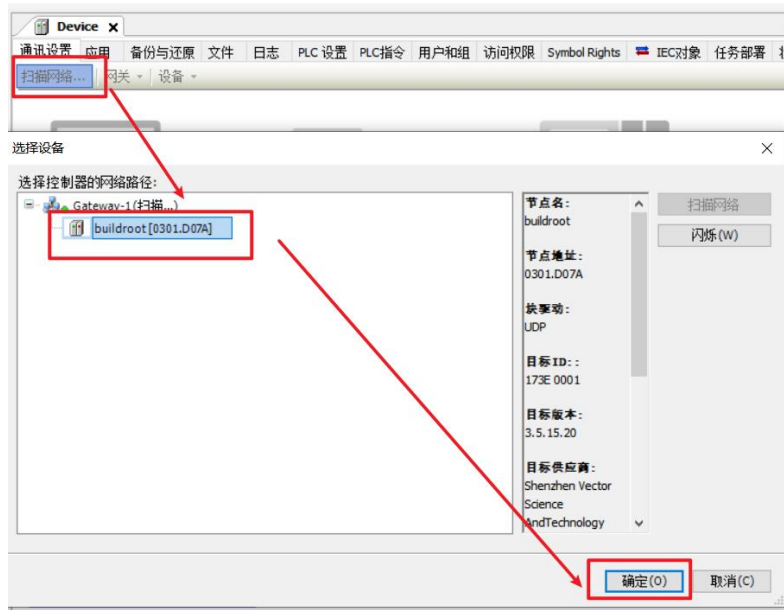 Device
通讯设置 应用 备份与还原 文件 日志 PLC 设置 PLC指令 用户和组 访问权限 Symbol Rights IEC对象 任务部署
扫描网络... 网关 设备
选择设备
选择控制器的网络路径:
Gateway-1(扫描...)
buildroot [0301.D07A]
节点名:
buildroot
节点地址:
0301.D07A
块驱动:
UDP
目标ID::
173E 0001
目标版本:
3.5.15.20
目标供应商:
Shenzhen Vector
Science
AndTechnology
扫描网络
闪烁(W)
确定(O) 取消(C)